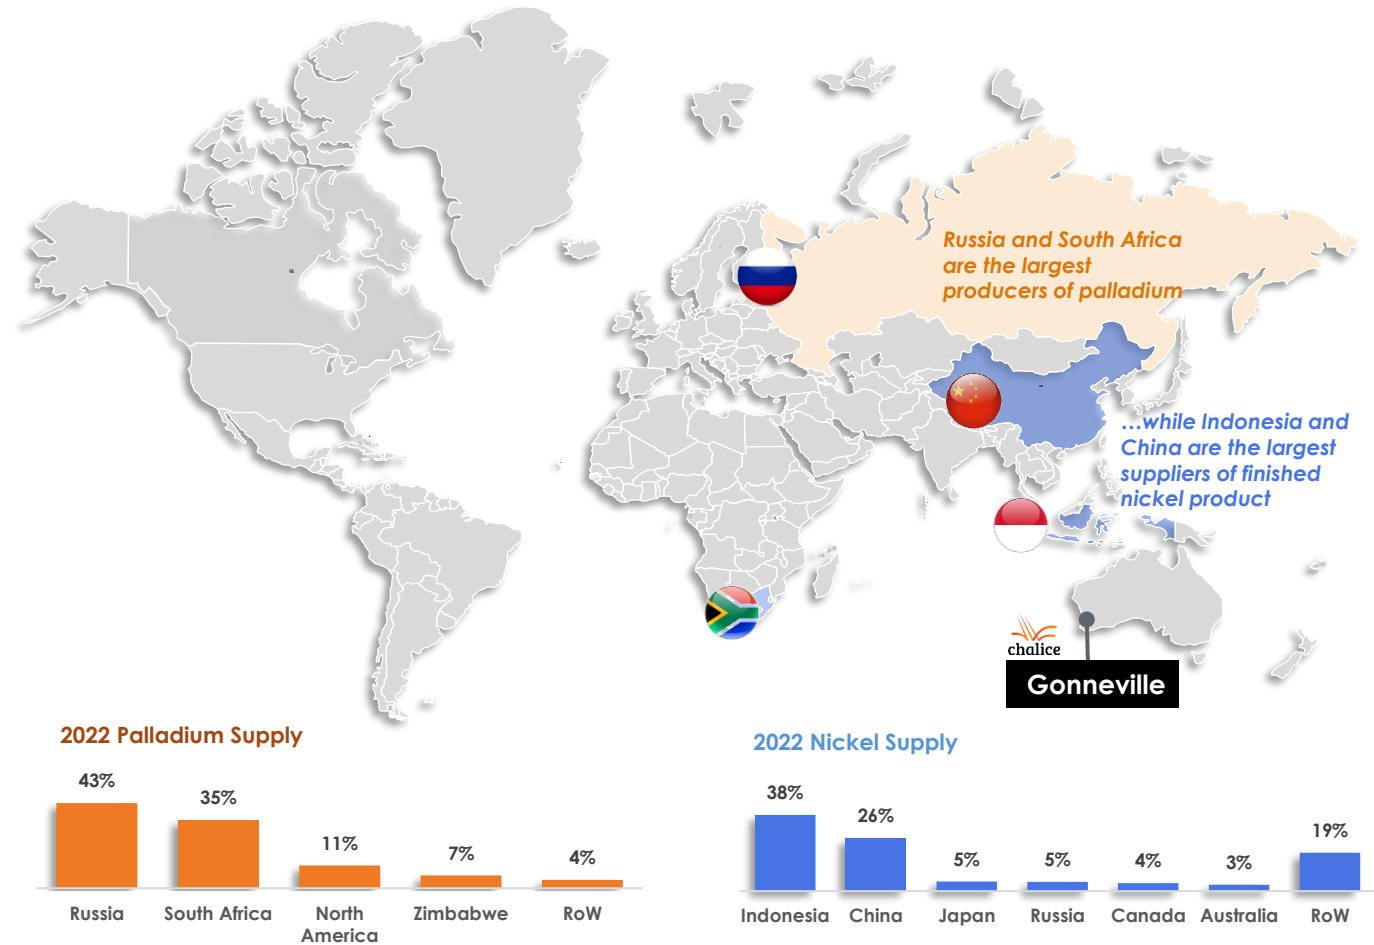 Russia and South Africa
are the largest
producers of palladium
...while Indonesia and
China are the largest
suppliers of finished
nickel product
chalice
Gonneville
2022 Palladium Supply
43%
35%
11%
7%
4%
Russia
South Africa
North
America
Zimbabwe
RoW
2022 Nickel Supply
38%
26%
5%
5%
4%
3%
19%
Indonesia
China
Japan
Russia
Canada
Australia
RoW